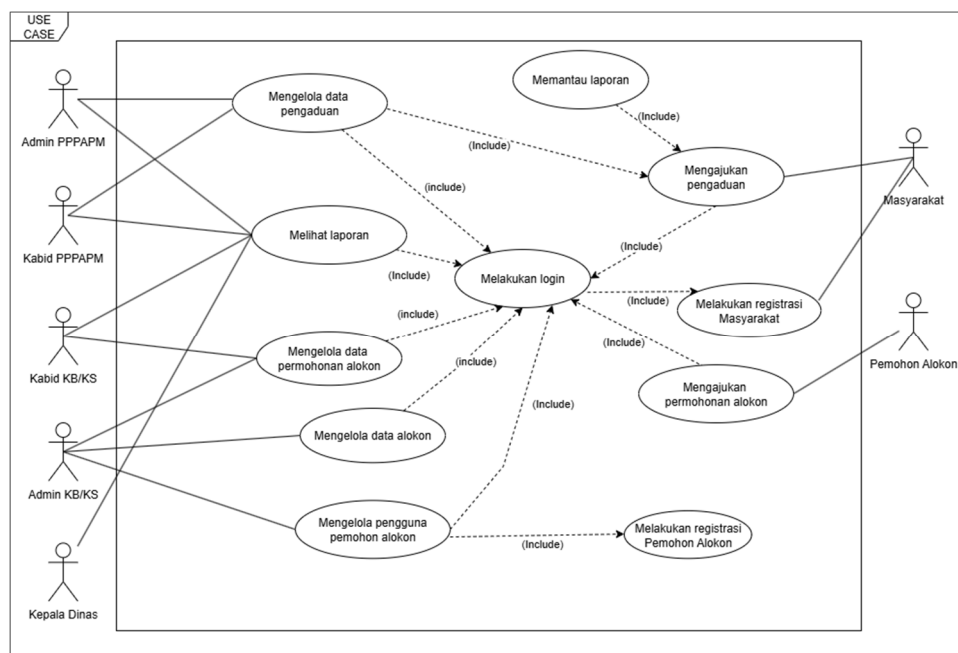 USE
CASE
Admin PPPAPM
Kabid PPPAPM
Kabid KB/KS
Admin KB/KS
Kepala Dinas
Mengelola data
pengaduan
Memantau laporan
(Include)
(Include)
Mengajukan
pengaduan
Masyarakat
(include)
Melihat laporan
(Include)
(Include)
Melakukan login
(Include)
Melakukan registrasi
Masyarakat
(include)
Mengelola data
permohonan alokon
(include)
(Include)
Mengajukan
permohonan alokon
Pemohon Alokon
(Include)
Mengelola data alokon
Mengelola pengguna
pemohon alokon
(Include)
Melakukan registrasi
Pemohon Alokon